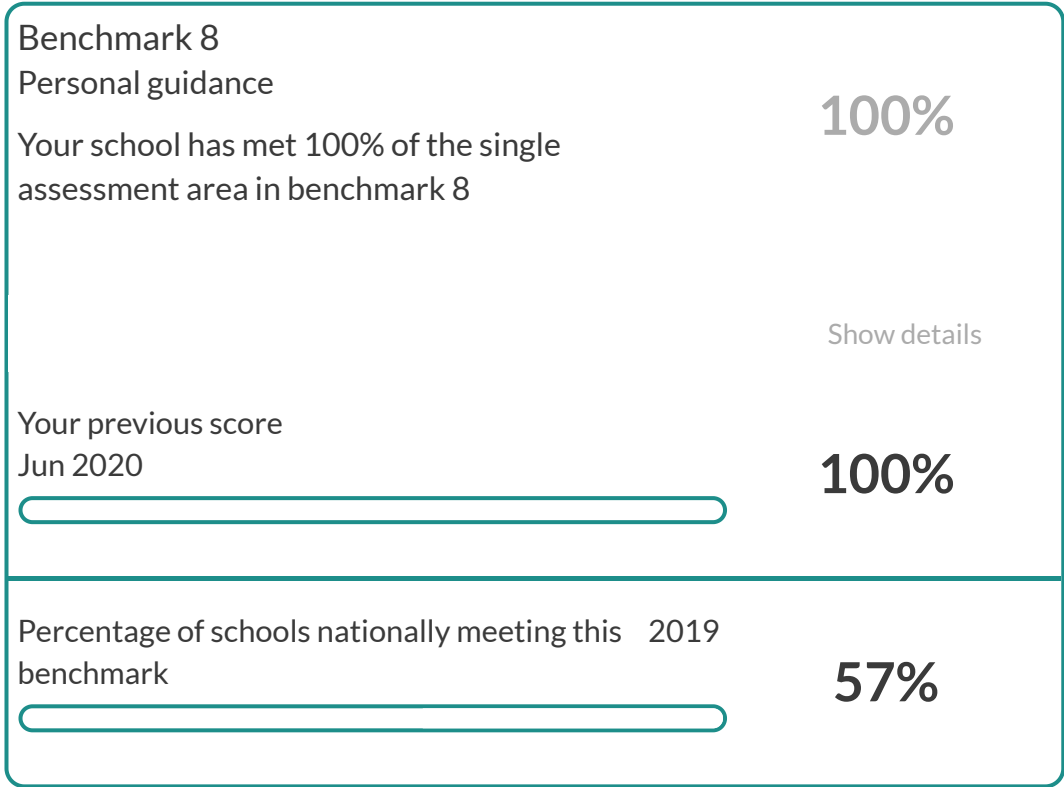 Benchmark 8
Personal guidance
100%
Your school has met 100% of the single
assessment area in benchmark 8
Show details
Your previous score
Jun 2020
100%
Percentage of schools nationally meeting this 2019
benchmark
57%